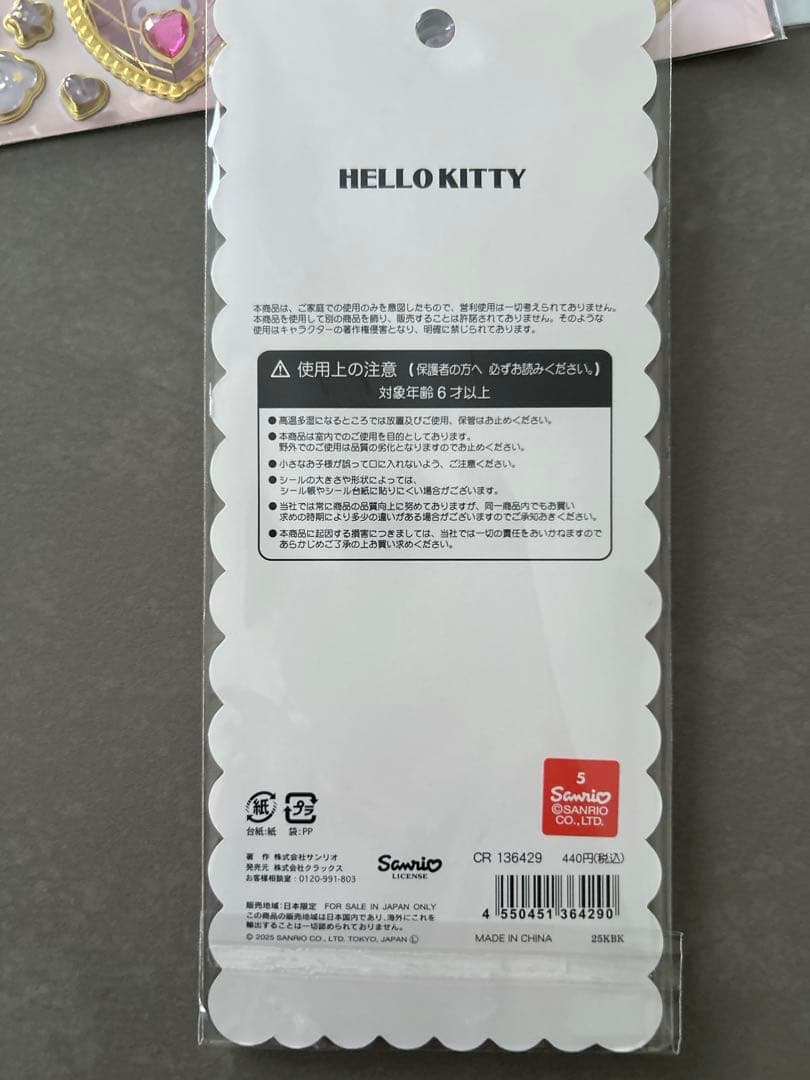 HELLO KITTY
本商品は、ご家庭での使用のみを意図したもので、営利使用は一切考えられておりません。
本商品を使用して別の商品を飾り、販売することは許諾されておりません。そのような
使用はキャラクターの著作権侵害となり、明確に禁じられております。
使用上の注意 (保護者の方へ 必ずお読みください。)
対象年齢6才以上
●高温多湿になるところでは放置及びご使用、保管はお止めください。
●本商品は室内でのご使用を目的としております。
野外でのご使用は品質の劣化となりますのでお止めください。
●小さなお子様が誤って口に入れないよう、ご注意ください。
●シールの大きさや形状によっては、
シール帳やシール台紙に貼りにくい場合がございます。
●当社では常に商品の品質向上に努めておりますが、同一商品内でもお買い
求めの時期により多少の違いがある場合がございますのでご承知おきください。
●本商品に起因する損害につきましては、当社では一切の責任をおいかねますので
あらかじめご了承の上お買い求めください。
5
Sanrio
©SANRIO
CO.,LTD.
紙 プラ
台紙:紙 袋:PP
著 作 株式会社サンリオ
発売元 株式会社クラックス
お客様相談室:0120-991-803
Sanrio
LICENSE
CR 136429 440円(税込)
4 550451 364290
販売地域:日本限定 FOR SALE IN JAPAN ONLY
この商品の販売地域は日本国内であり、海外にこれを
輸出することは一切認められておりません。
© 2025 SANRIO CO., LTD. TOKYO, JAPAN Ⓛ
MADE IN CHINA 25KBK